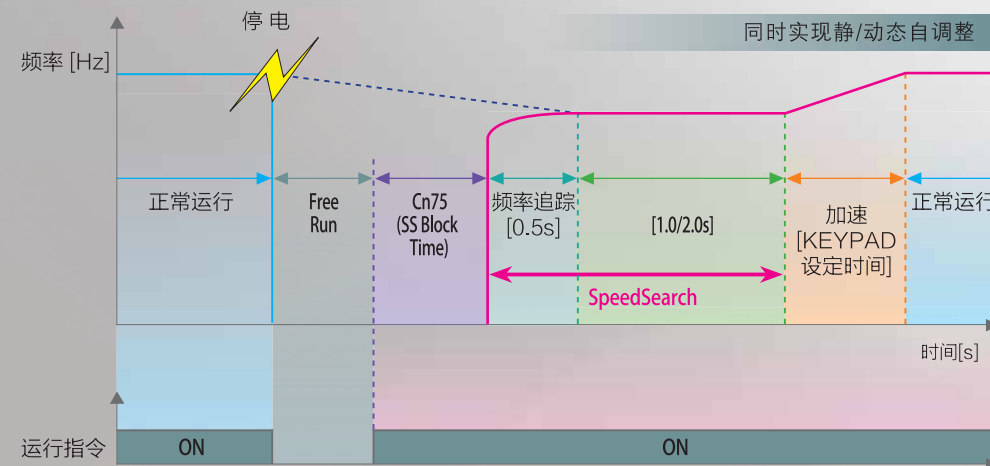 停电
同时实现静/动态自调整
频率 [Hz]
正常运行
Free
Run
Cn75
(SS Block
Time)
频率追踪
[0.5s]
[1.0/2.0s]
加速
[KEYPAD
设定时间]
正常运行
SpeedSearch
时间[s]
运行指令
ON
ON